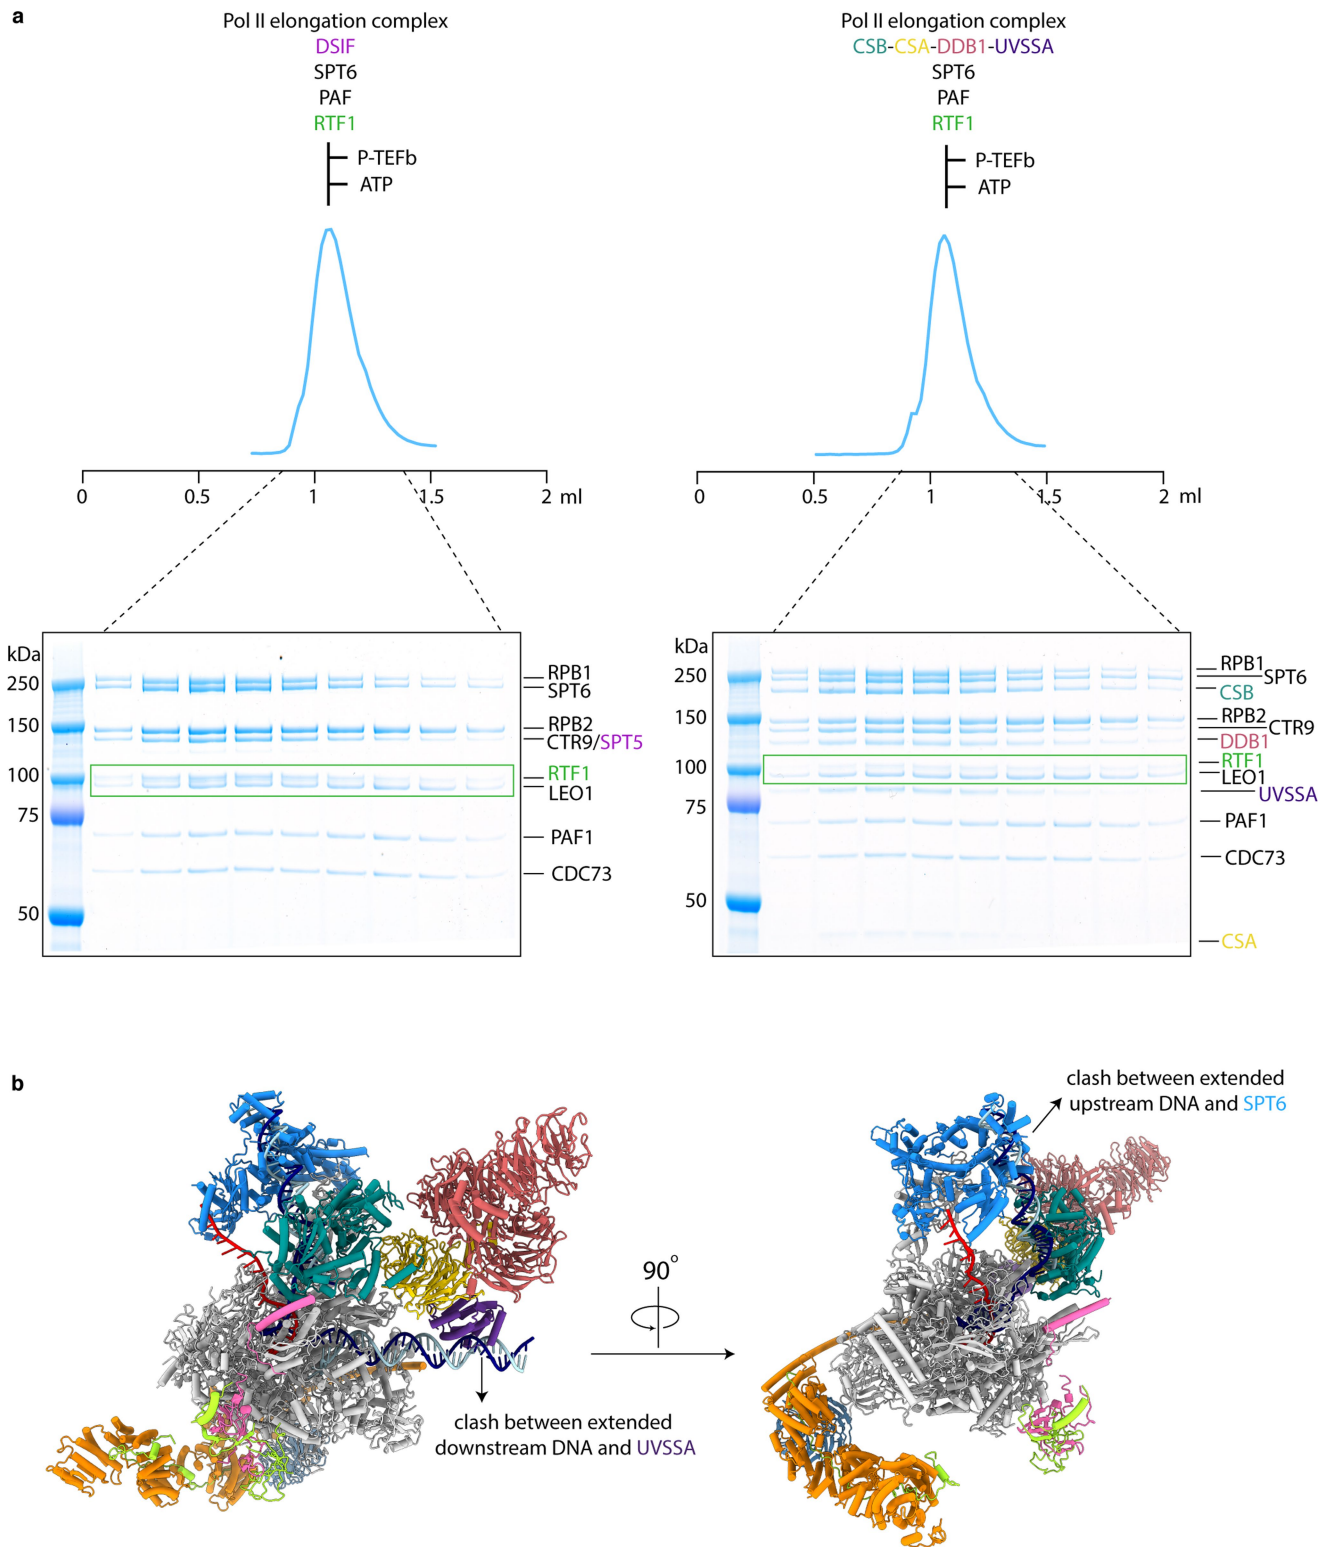 a
Pol II elongation complex
DSIF
SPT6
PAF
RTF1
P-TEFb
ATP
0 0.5 1 1.5 2 ml
kDa
250
150
100
75
50
RPB1
SPT6
RPB2
CTR9/SPT5
RTF1
LEO1
PAF1
CDC73
Pol II elongation complex
CSB-CSA-DDB1-UVSSA
SPT6
PAF
RTF1
P-TEFb
ATP
0 0.5 1 1.5 2 ml
kDa
250
150
100
75
50
RPB1
SPT6
CSB
RPB2
CTR9
DDB1
RTF1
LEO1
UVSSA
PAF1
CDC73
CSA
b
clash between extended
downstream DNA and UVSSA
90°
clash between extended
upstream DNA and SPT6